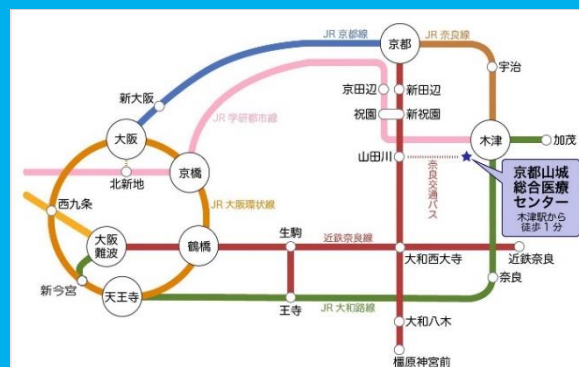 JR 京都線
京都
JR 奈良線
宇治
新大阪
京田辺
新田辺
JR 学研都市線
祝園
新祝園
大阪
木津
加茂
山田川
奈良交通バス
北新地
京橋
京都山城
総合医療
センター
木津駅から
徒歩1分
西九条
JR 大阪環状線
大阪
難波
鶴橋
生駒
近鉄奈良線
大和西大寺
近鉄奈良
新今宮
天王寺
奈良
王寺
JR 大和路線
大和八木
橿原神宮前